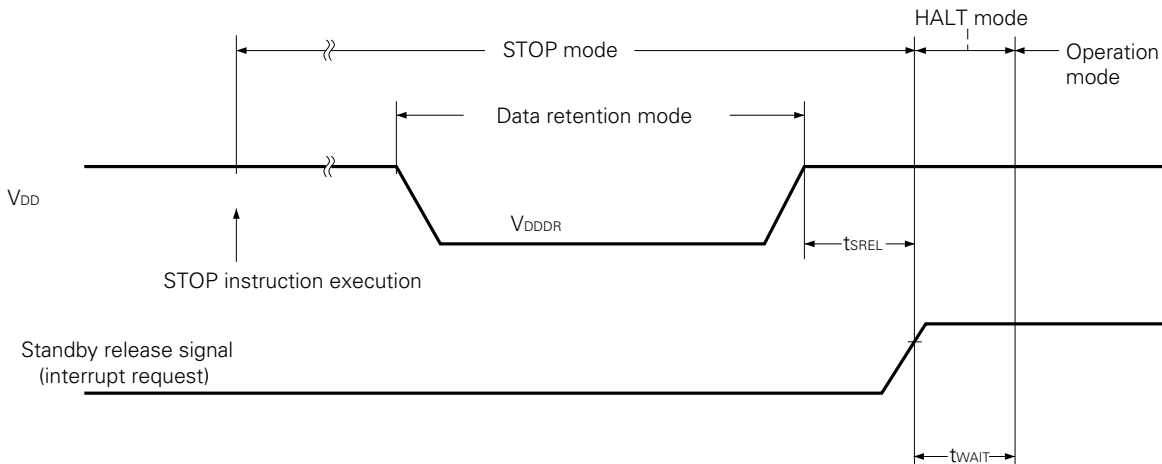 HALT mode
STOP mode
Operation
mode
Data retention mode
VDD
VDDDR
tSREL
STOP instruction execution
Standby release signal
(interrupt request)
tWAIT